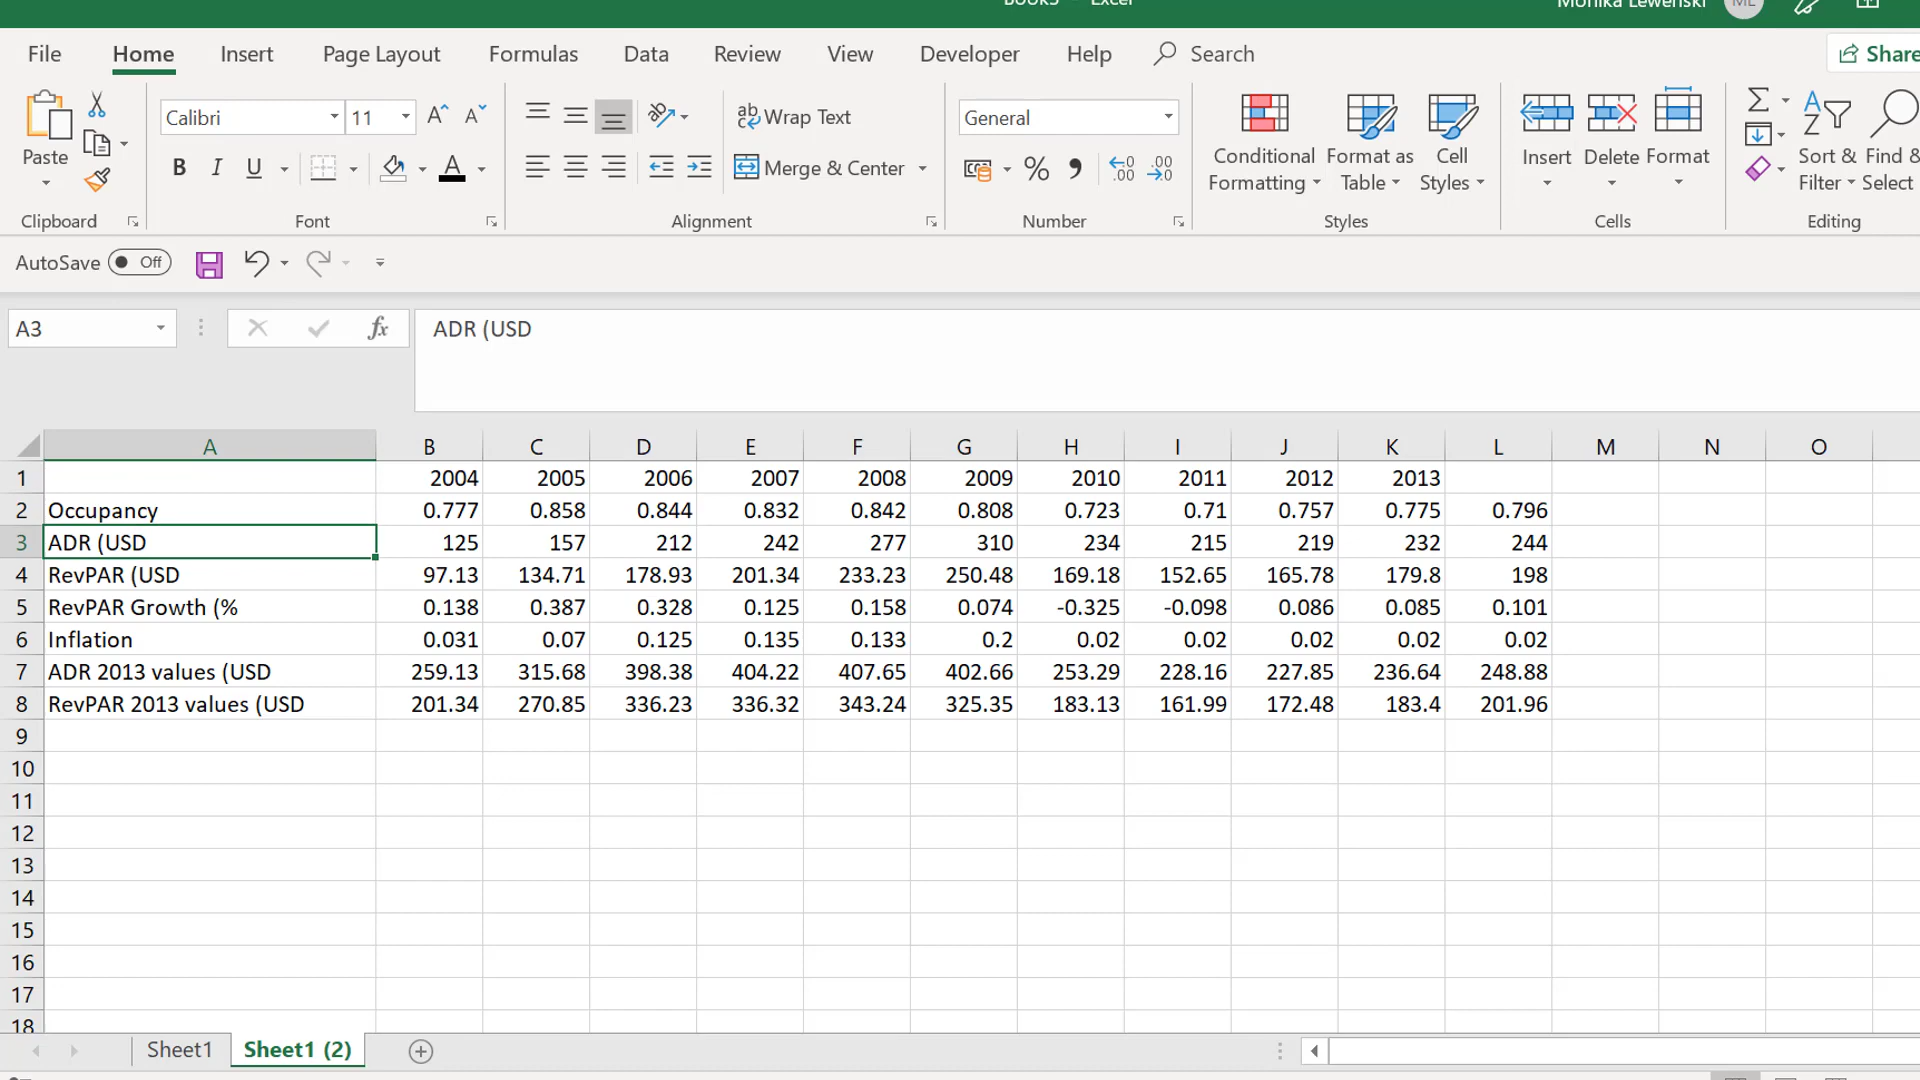 Book3 - Excel
Monika Lewenski ML
File Home Insert Page Layout Formulas Data Review View Developer Help Search Share
Paste
Calibri 11
Wrap Text
General
Conditional Formatting
Format as Table
Cell Styles
Insert Delete Format
Sort & Filter
Find & Select
B I U
Merge & Center
Clipboard Font Alignment Number Styles Cells Editing
AutoSave Off
A3 fx ADR (USD
A B C D E F G H I J K L M N O
1 2004 2005 2006 2007 2008 2009 2010 2011 2012 2013
2 Occupancy 0.777 0.858 0.844 0.832 0.842 0.808 0.723 0.71 0.757 0.775 0.796
3 ADR (USD 125 157 212 242 277 310 234 215 219 232 244
4 RevPAR (USD 97.13 134.71 178.93 201.34 233.23 250.48 169.18 152.65 165.78 179.8 198
5 RevPAR Growth (% 0.138 0.387 0.328 0.125 0.158 0.074 -0.325 -0.098 0.086 0.085 0.101
6 Inflation 0.031 0.07 0.125 0.135 0.133 0.2 0.02 0.02 0.02 0.02 0.02
7 ADR 2013 values (USD 259.13 315.68 398.38 404.22 407.65 402.66 253.29 228.16 227.85 236.64 248.88
8 RevPAR 2013 values (USD 201.34 270.85 336.23 336.32 343.24 325.35 183.13 161.99 172.48 183.4 201.96
9
10
11
12
13
14
15
16
17
18
Sheet1 Sheet1 (2)